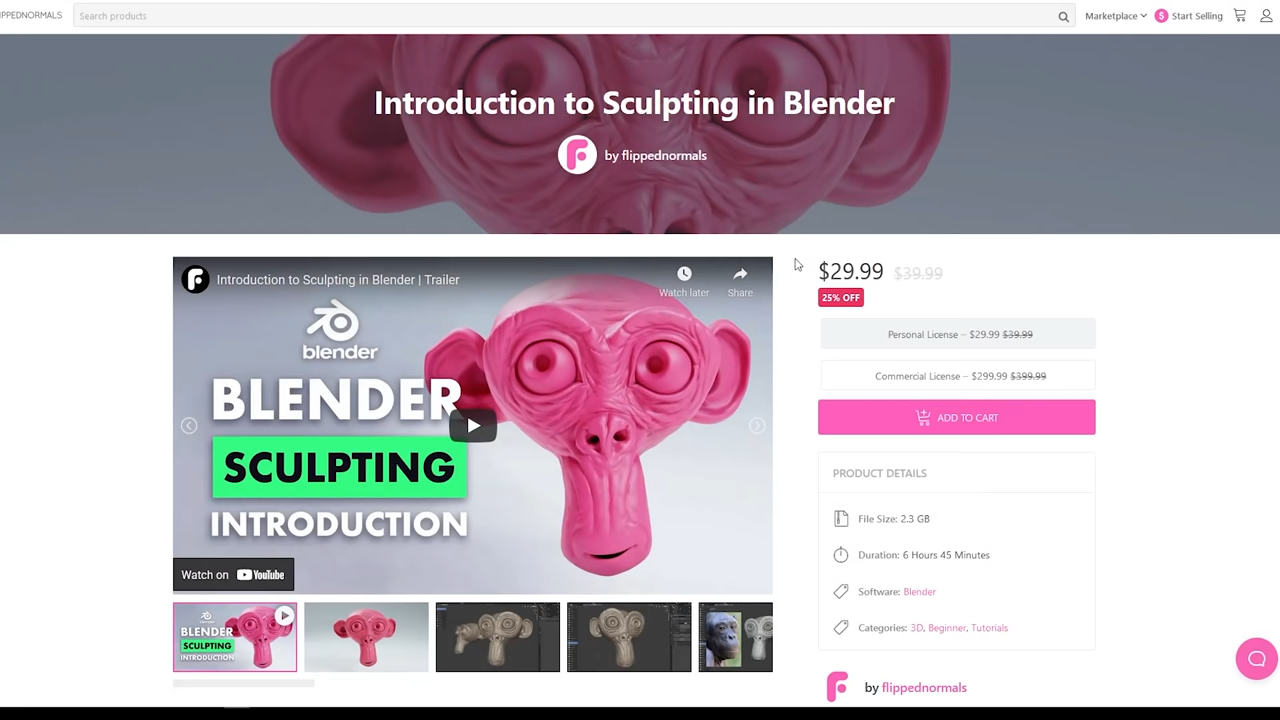 IPPEDNORMALS
Search products
Marketplace
$ Start Selling
Introduction to Sculpting in Blender
by flippednormals
Introduction to Sculpting in Blender | Trailer
Watch later
Share
blender
BLENDER
SCULPTING
INTRODUCTION
Watch on YouTube
BLENDER
SCULPTING
INTRODUCTION
$29.99 $39.99
25% OFF
Personal License – $29.99 $39.99
Commercial License – $299.99 $399.99
ADD TO CART
PRODUCT DETAILS
File Size: 2.3 GB
Duration: 6 Hours 45 Minutes
Software: Blender
Categories: 3D, Beginner, Tutorials
by flippednormals